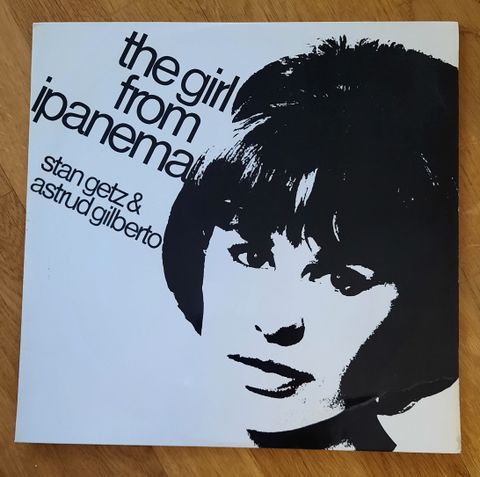 the girl
from
ipanema
stan getz &
astrud gilberto